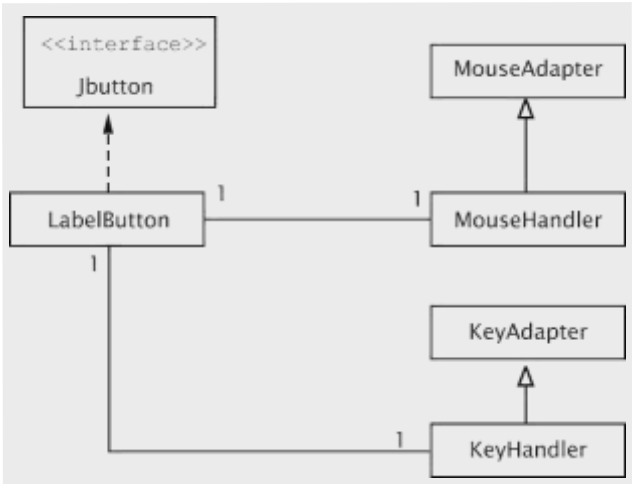 <<interface>>
Jbutton
MouseAdapter
LabelButton
1
1
MouseHandler
1
KeyAdapter
1
KeyHandler